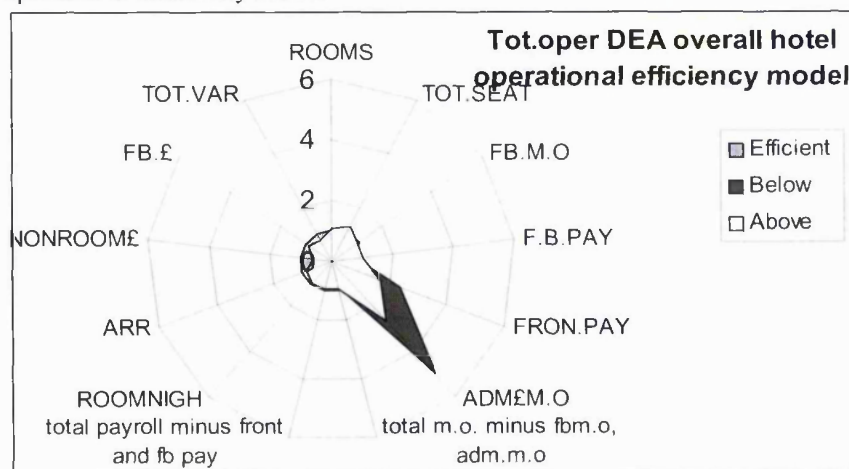 Tot.oper DEA overall hotel
operational efficiency model
ROOMS
6
TOT.VAR
TOT.SEAT
4
FB.£
FB.M.O
Efficient
Below
Above
2
NONROOM£
0
F.B.PAY
ARR
FRON.PAY
ROOMNIGH
ADM£M.O
total payroll minus front
and fb pay
total m.o. minus fbm.o,
adm.m.o